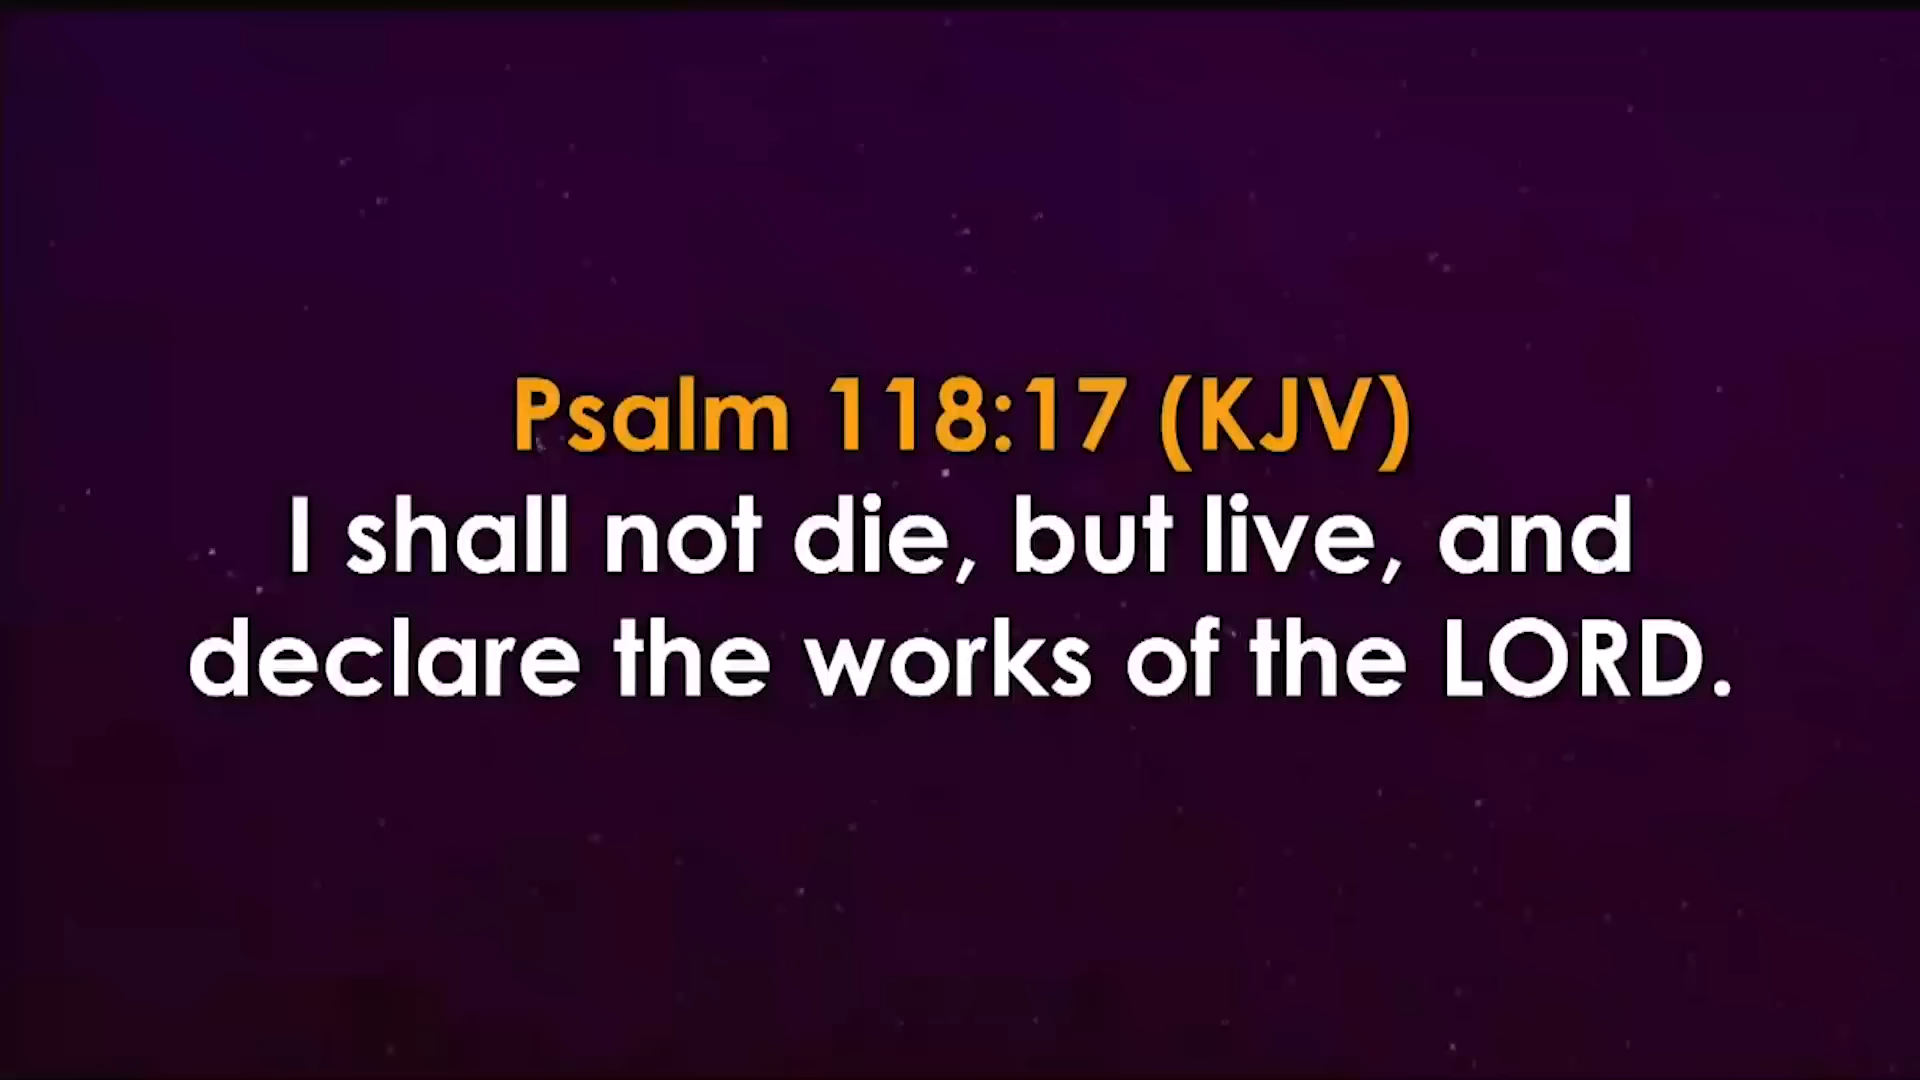 Psalm 118:17 (KJV)
I shall not die, but live, and
declare the works of the LORD.